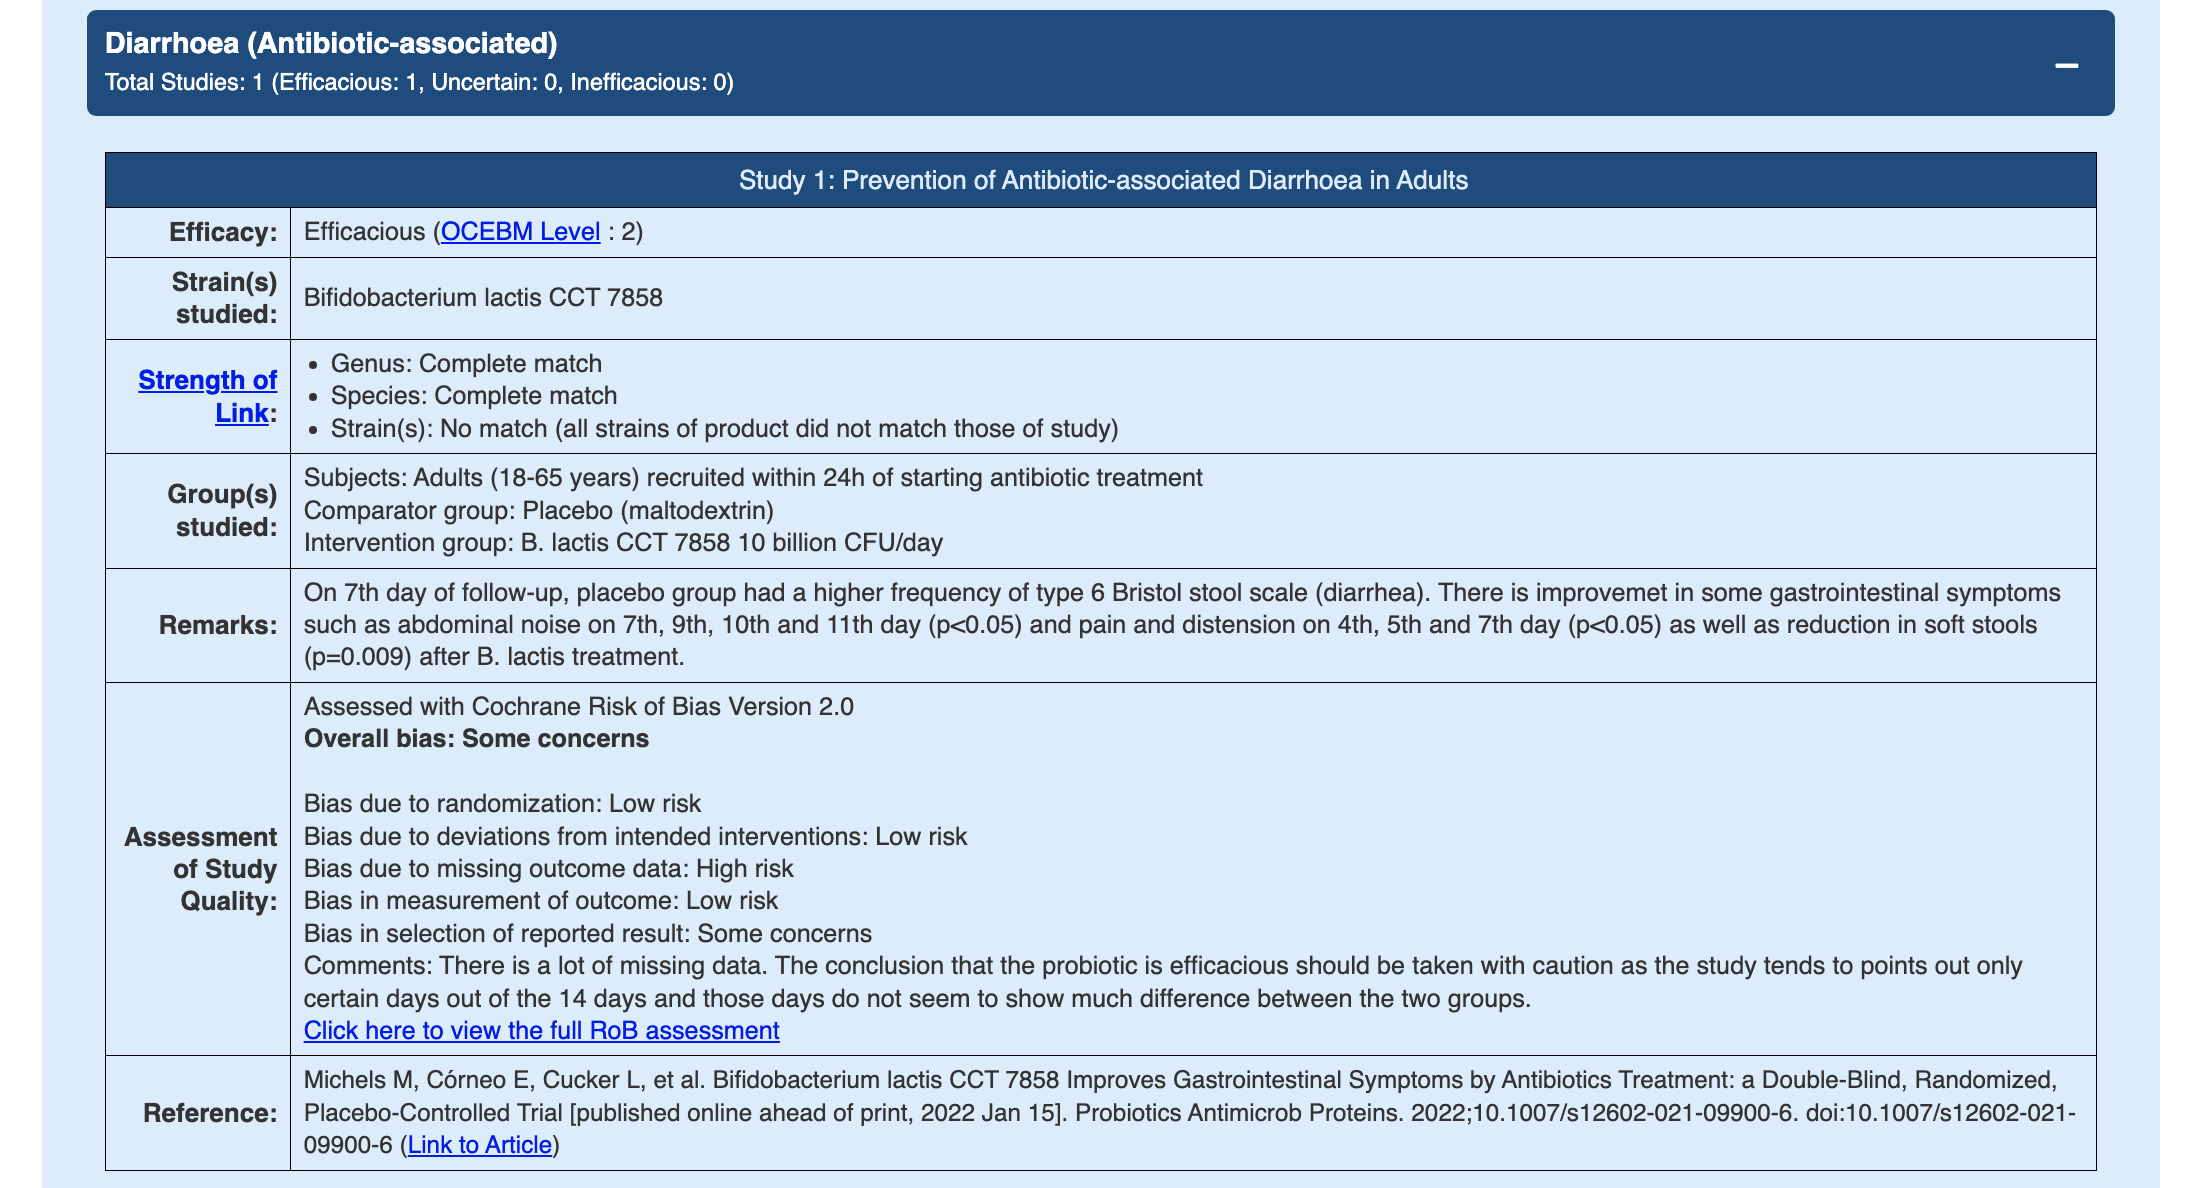 Diarrhoea (Antibiotic-associated)
Total Studies: 1 (Efficacious: 1, Uncertain: 0, Inefficacious: 0)
Study 1: Prevention of Antibiotic-associated Diarrhoea in Adults
Efficacy:
Efficacious (OCEBM Level : 2)
Strain(s)
studied:
Bifidobacterium lactis CCT 7858
Strength of
Link:
• Genus: Complete match
• Species: Complete match
• Strain(s): No match (all strains of product did not match those of study)
Group(s)
studied:
Subjects: Adults (18-65 years) recruited within 24h of starting antibiotic treatment
Comparator group: Placebo (maltodextrin)
Intervention group: B. lactis CCT 7858 10 billion CFU/day
Remarks:
On 7th day of follow-up, placebo group had a higher frequency of type 6 Bristol stool scale (diarrhea). There is improvemet in some gastrointestinal symptoms
such as abdominal noise on 7th, 9th, 10th and 11th day (p<0.05) and pain and distension on 4th, 5th and 7th day (p<0.05) as well as reduction in soft stools
(p=0.009) after B. lactis treatment.
Assessment
of Study
Quality:
Assessed with Cochrane Risk of Bias Version 2.0
Overall bias: Some concerns
Bias due to randomization: Low risk
Bias due to deviations from intended interventions: Low risk
Bias due to missing outcome data: High risk
Bias in measurement of outcome: Low risk
Bias in selection of reported result: Some concerns
Comments: There is a lot of missing data. The conclusion that the probiotic is efficacious should be taken with caution as the study tends to points out only
certain days out of the 14 days and those days do not seem to show much difference between the two groups.
Click here to view the full RoB assessment
Reference:
Michels M, Córneo E, Cucker L, et al. Bifidobacterium lactis CCT 7858 Improves Gastrointestinal Symptoms by Antibiotics Treatment: a Double-Blind, Randomized,
Placebo-Controlled Trial [published online ahead of print, 2022 Jan 15]. Probiotics Antimicrob Proteins. 2022;10.1007/s12602-021-09900-6. doi:10.1007/s12602-021-
09900-6 (Link to Article)